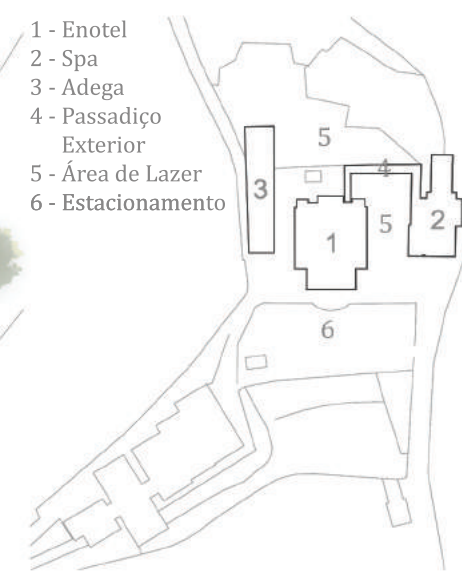 1 - Enotel
2 - Spa
3 - Adega
4 - Passadiço
Exterior
5 - Área de Lazer
6 - Estacionamento
5
4
3
1
5
2
6